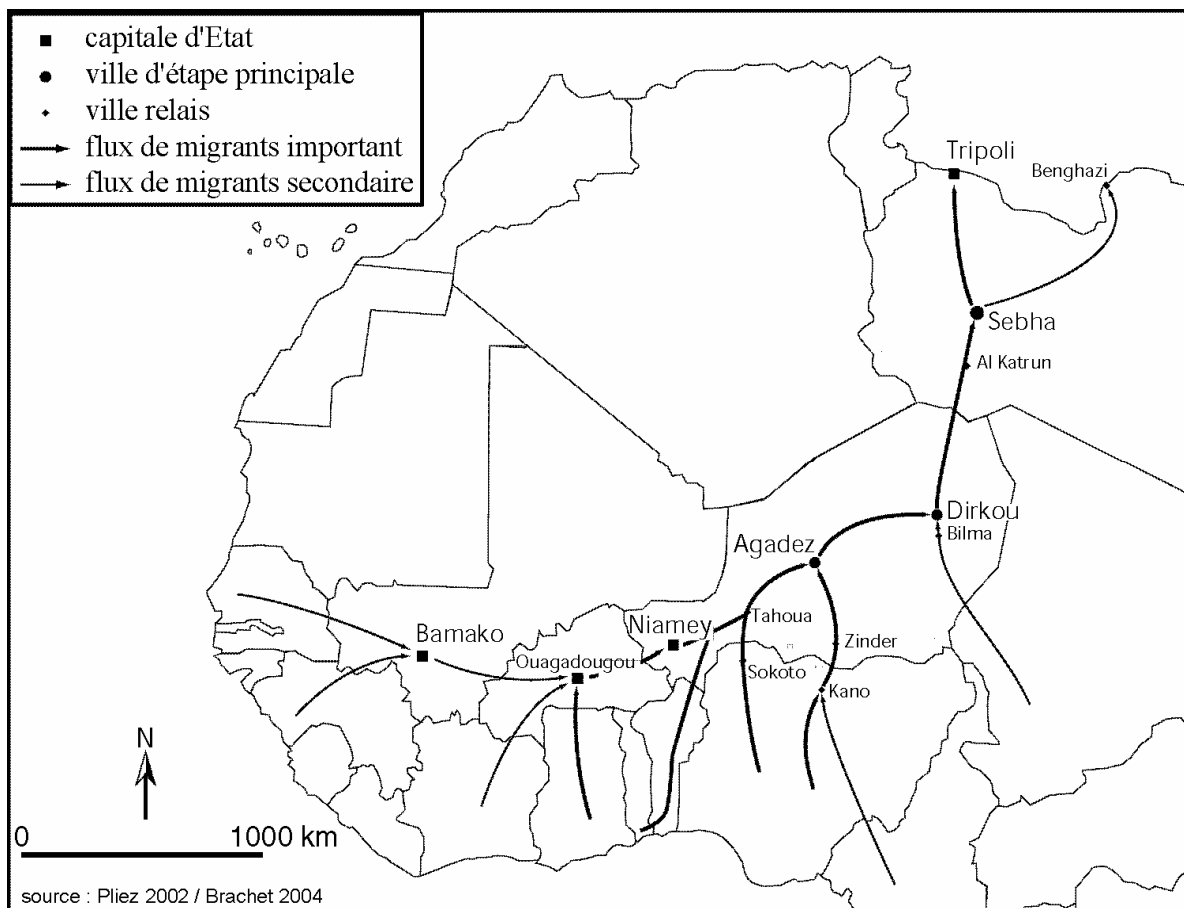 capitale d'Etat
ville d'étape principale
ville relais
flux de migrants important
flux de migrants secondaire
Tripoli
Benghazi
Sebha
Al Katrun
Dirkou
Bilma
Agadez
Tahoua
Niamey
Bamako
Zinder
Ouagadougou
Sokoto
Kano
N
0 1000 km
source : Pliez 2002 / Brachet 2004